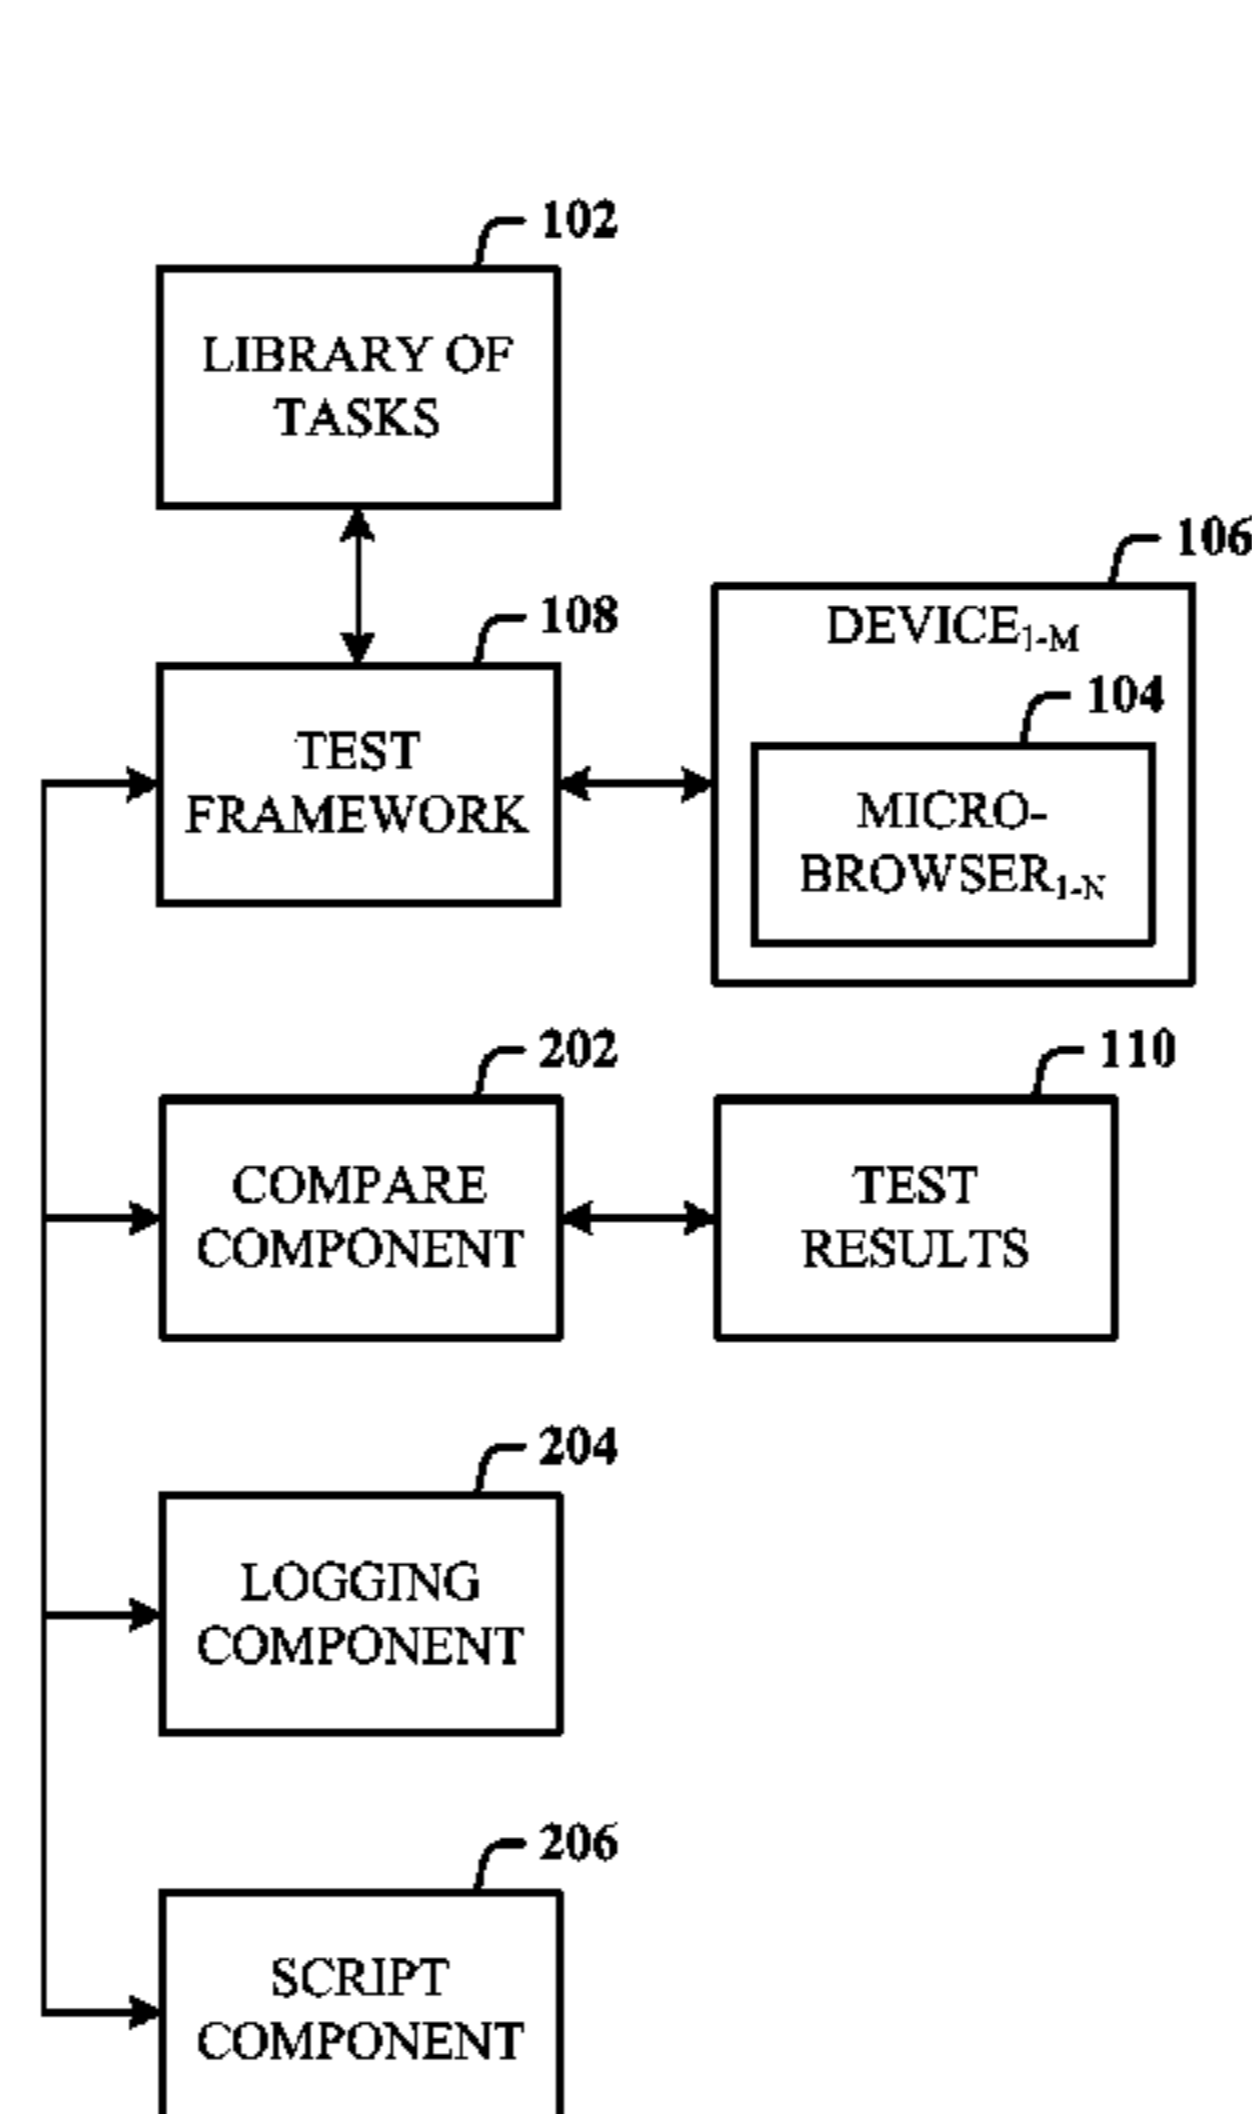 102
LIBRARY OF
TASKS
106
108
DEVICE1-M
104
TEST
FRAMEWORK
MICRO-
BROWSER1-N
202
110
COMPARE
COMPONENT
TEST
RESULTS
204
LOGGING
COMPONENT
206
SCRIPT
COMPONENT